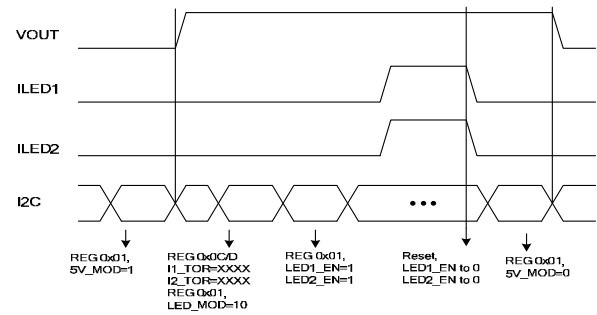 VOUT
ILED1
ILED2
I2C
REG 0x01,
5V_MOD=1
REG 0x0C/D
I1_TOR=XXXX
I2_TOR=XXXX
REG 0x01,
LED_MOD=10
REG 0x01,
LED1_EN=1
LED2_EN=1
Reset,
LED1_EN to 0
LED2_EN to 0
REG 0x01,
5V_MOD=0